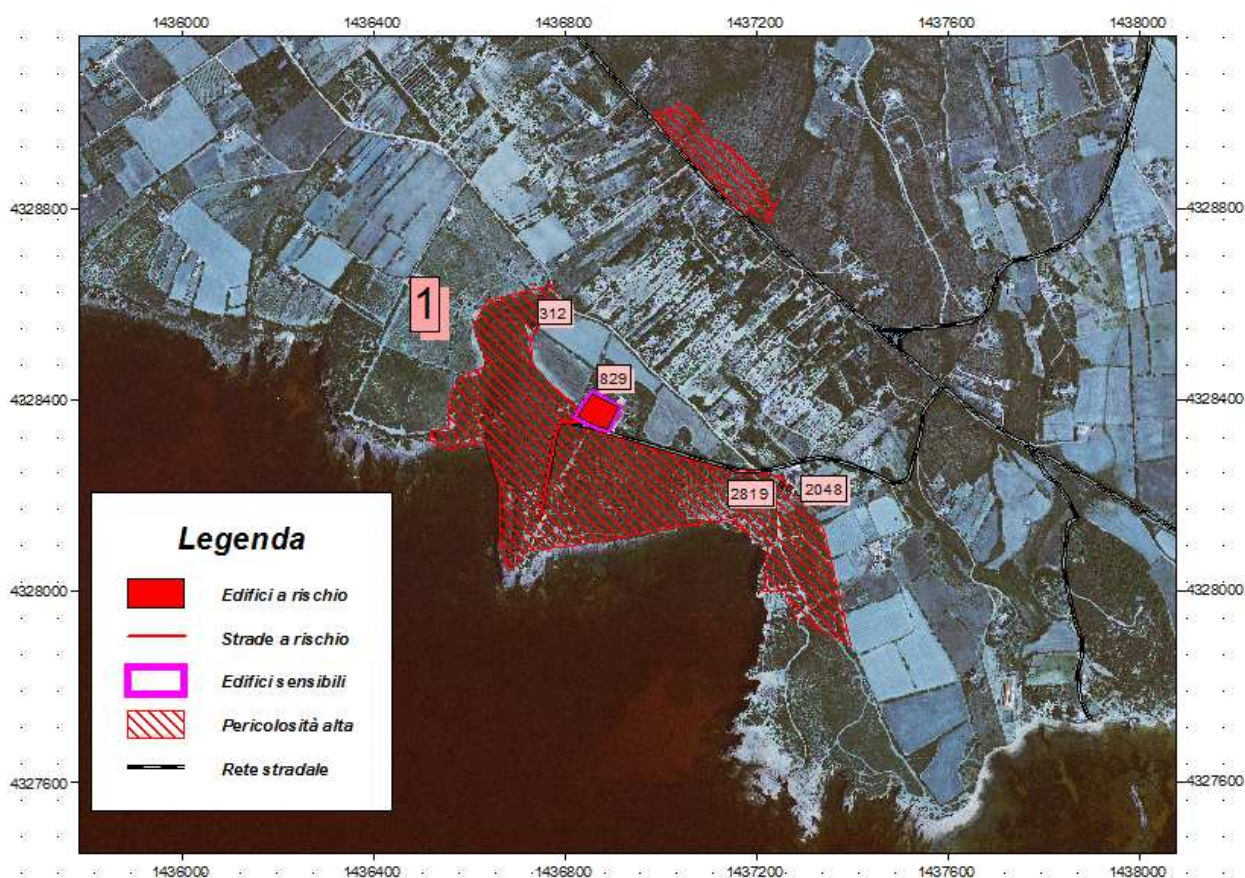 1436000 1436400 1436800 1437200 1437600 1438000
4328800 4328800
1
312
829
4328400 4328400
2819 2048
Legenda
Edifici a rischio
Strade a rischio
Edifici sensibili
Pericolosità alta
Rete stradale
4328000 4328000
4327600 4327600
1436000 1436400 1436800 1437200 1437600 1438000